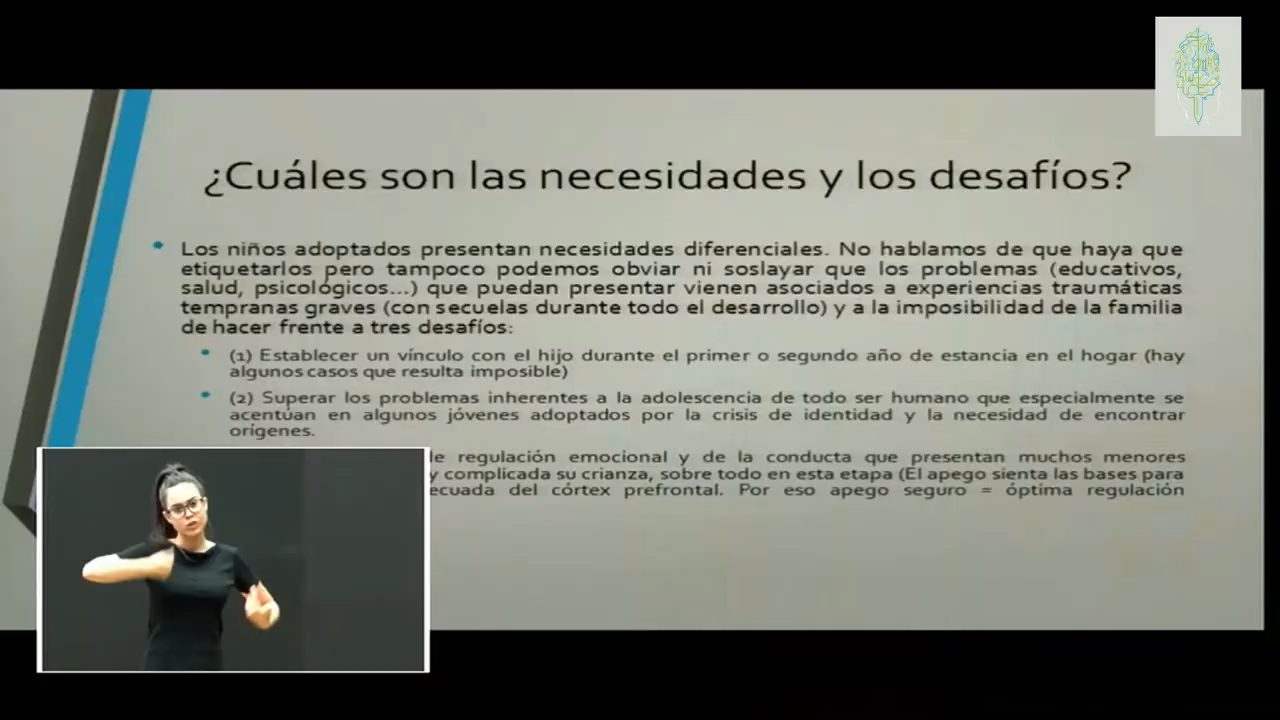 ¿Cuáles son las necesidades y los desafíos?
Los niños adoptados presentan necesidades diferenciales. No hablamos de que haya que
etiquetarlos pero tampoco podemos obviar ni soslayar que los problemas (educativos,
salud, psicológicos...) que puedan presentar vienen asociados a experiencias traumáticas
tempranas graves (con secuelas durante todo el desarrollo) y a la imposibilidad de la familia
de hacer frente a tres desafíos:
(1) Establecer un vínculo con el hijo durante el primer o segundo año de estancia en el hogar (hay
algunos casos que resulta imposible)
(2) Superar los problemas inherentes a la adolescencia de todo ser humano que especialmente se
acentúan en algunos jóvenes adoptados por la crisis de identidad y la necesidad de encontrar
orígenes.
regulación emocional y de la conducta que presentan muchos menores
y complicada su crianza, sobre todo en esta etapa (El apego sienta las bases para
del córtex prefrontal. Por eso apego seguro = óptima regulación